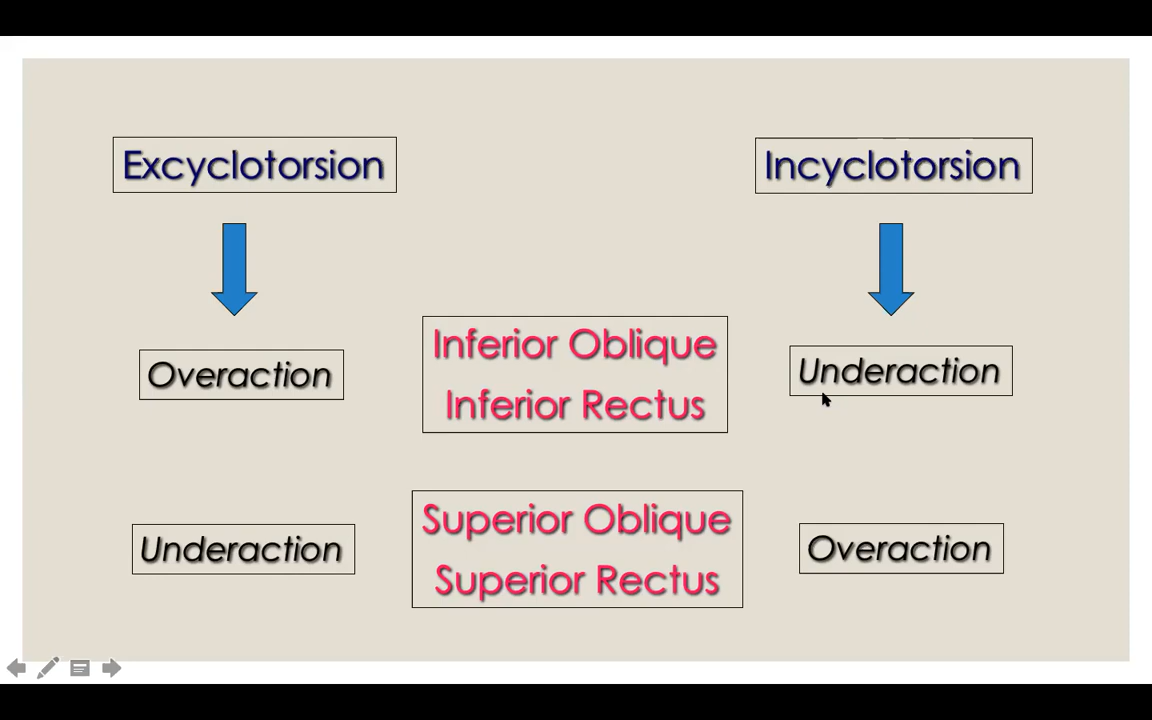 Excyclotorsion
Incyclotorsion
Overaction
Inferior Oblique
Inferior Rectus
Underaction
Underaction
Superior Oblique
Superior Rectus
Overaction